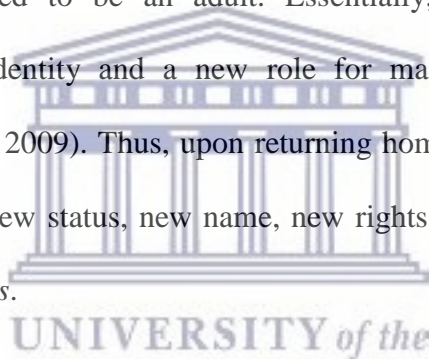 ed to be an adult. Essentially,
dentity and a new role for ma
2009). Thus, upon returning hom
ew status, new name, new rights
s.
UNIVERSITY of the